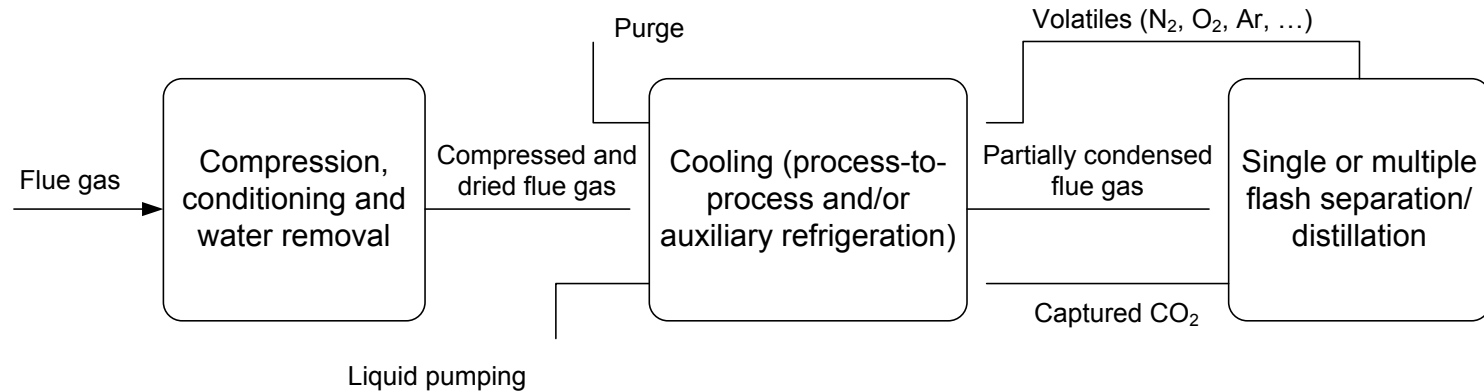 Purge
Volatiles (N₂, O₂, Ar, …)
Flue gas
Compression,
conditioning and
water removal
Compressed and
dried flue gas
Cooling (process-to-
process and/or
auxiliary refrigeration)
Partially condensed
flue gas
Single or multiple
flash separation/
distillation
Captured CO₂
Liquid pumping